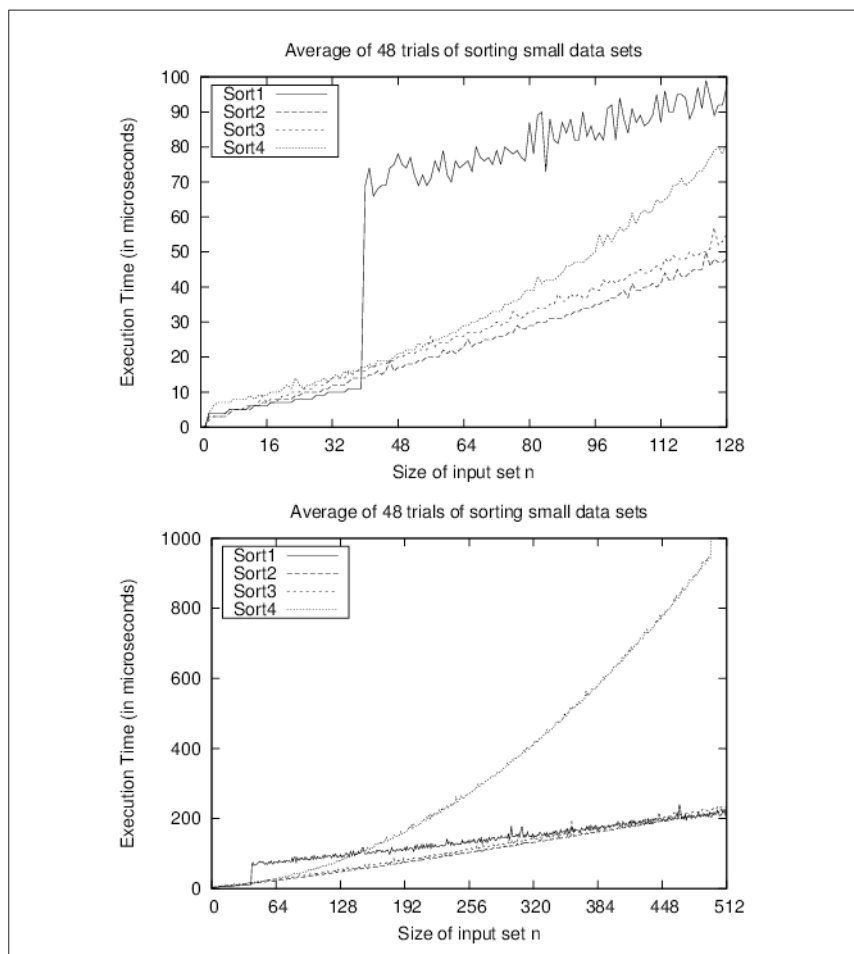 Average of 48 trials of sorting small data sets
100
90
80
70
60
50
40
30
20
10
0
Execution Time (in microseconds)
Sort1
Sort2
Sort3
Sort4
0 16 32 48 64 80 96 112 128
Size of input set n
Average of 48 trials of sorting small data sets
1000
800
600
400
200
0
Execution Time (in microseconds)
Sort1
Sort2
Sort3
Sort4
0 64 128 192 256 320 384 448 512
Size of input set n